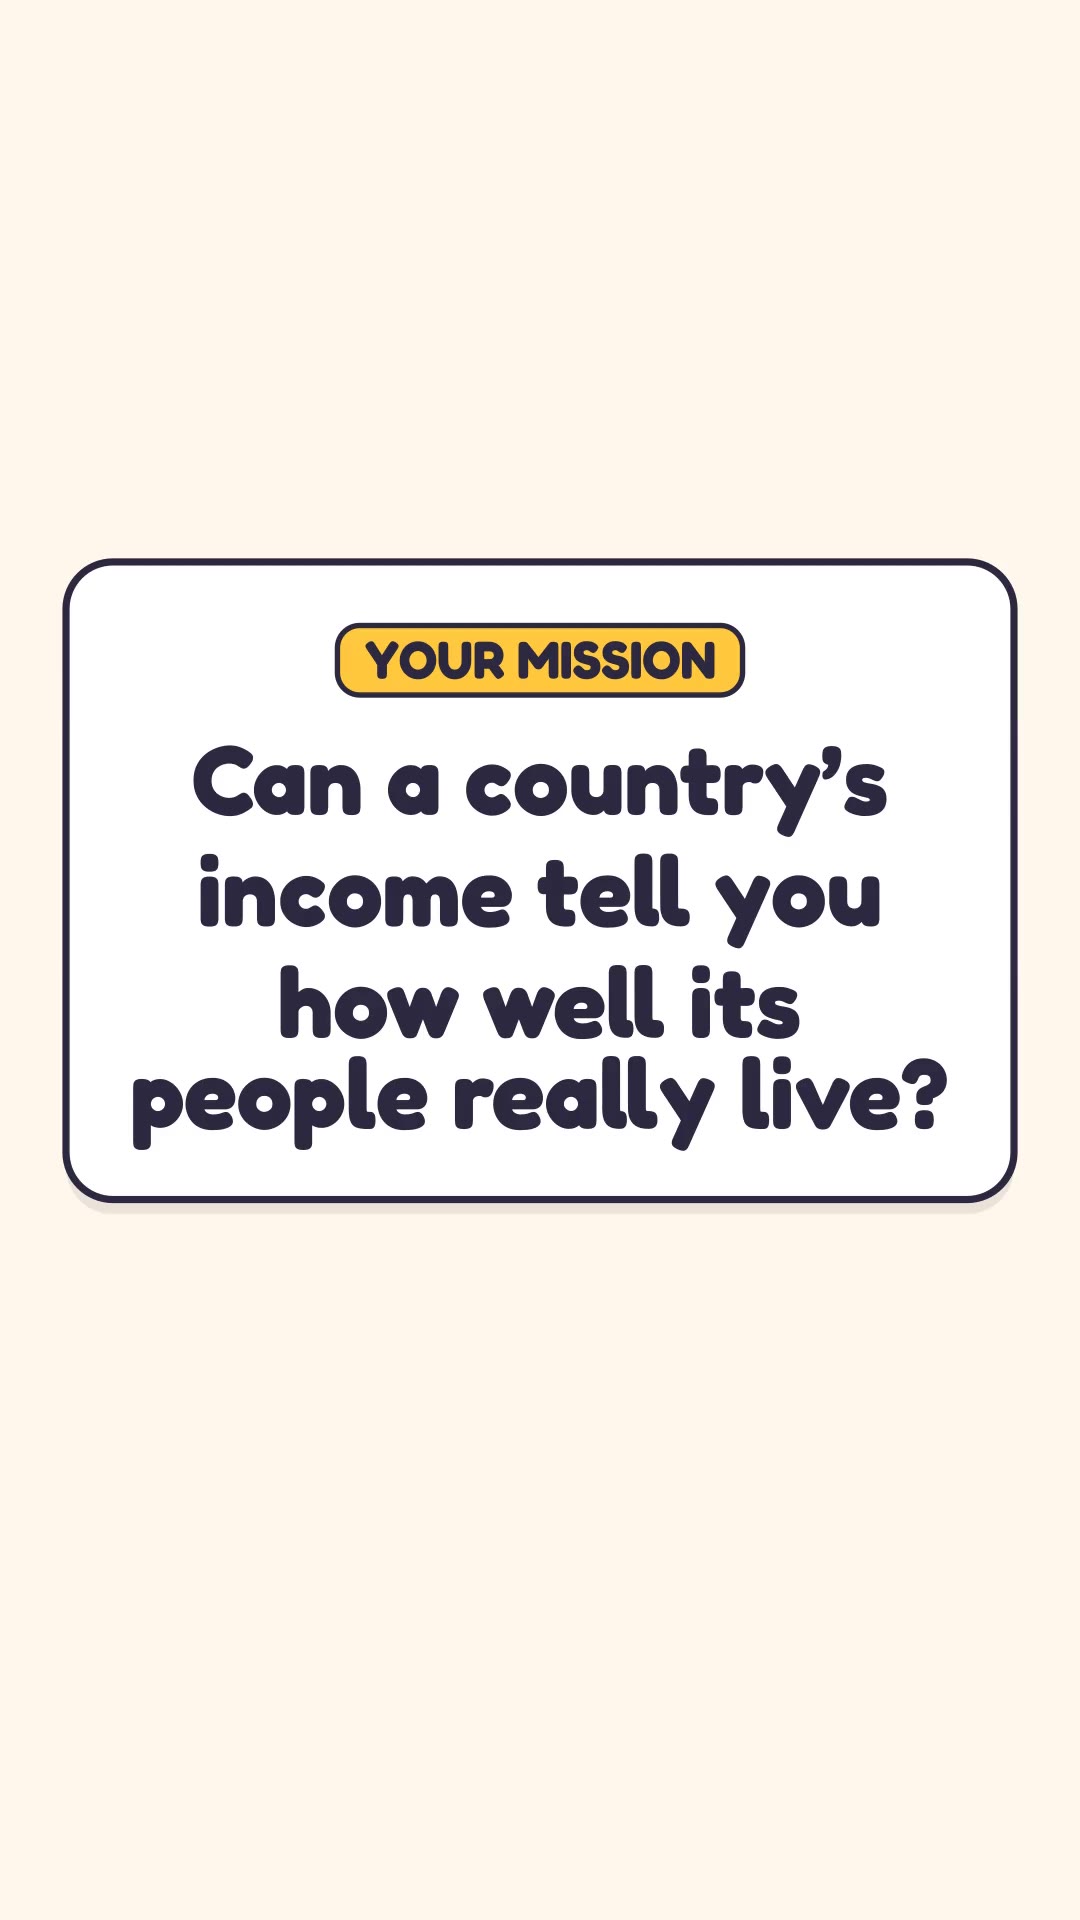 YOUR MISSION
Can a country’s
income tell you
how well its
people really live?